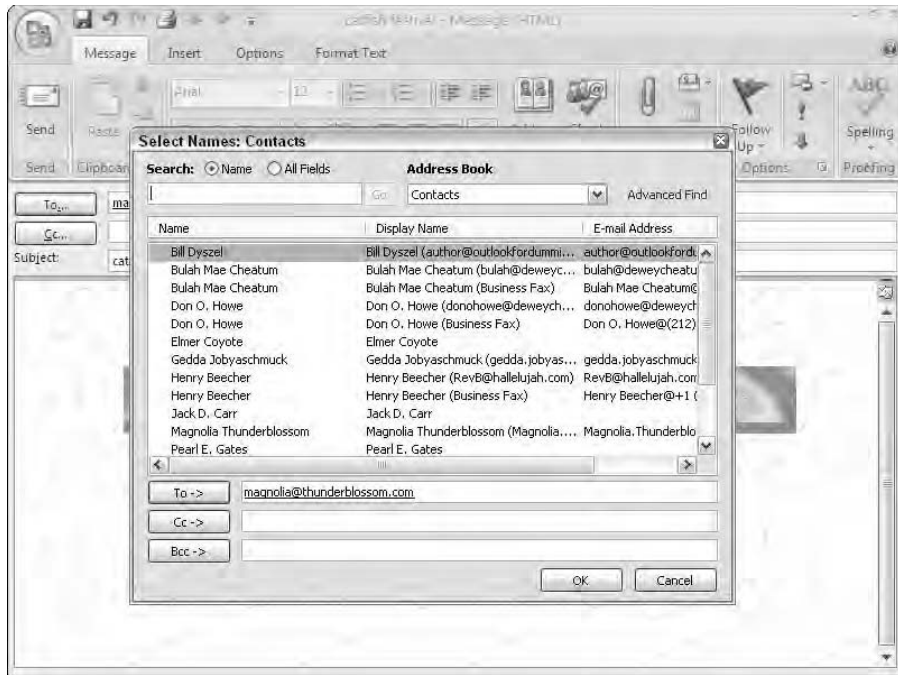 Message Insert Options Format Text
Arial 12
Send Paste Follow Up Spelling
Send Clipboar Options Proofing
To... ma
Cc...
Subject: cat
Select Names: Contacts
Search: Name All Fields Address Book
Go Contacts Advanced Find
Name Display Name E-mail Address
Bill Dyszel Bill Dyszel (author@outlookfordummi... author@outlookfordu
Bulah Mae Cheatum Bulah Mae Cheatum (bulah@deweyc... bulah@deweycheatu
Bulah Mae Cheatum Bulah Mae Cheatum (Business Fax) Bulah Mae Cheatum@
Don O. Howe Don O. Howe (donohowe@deweych... donohowe@deweych
Don O. Howe Don O. Howe (Business Fax) Don O. Howe@(212)
Elmer Coyote Elmer Coyote
Gedda Jobyaschmuck Gedda Jobyaschmuck (gedda.jobyas... gedda.jobyaschmuck
Henry Beecher Henry Beecher (RevB@hallelujah.com) RevB@hallelujah.com
Henry Beecher Henry Beecher (Business Fax) Henry Beecher@+1 (
Jack D. Carr Jack D. Carr
Magnolia Thunderblossom Magnolia Thunderblossom (Magnolia.... Magnolia.Thunderblo
Pearl E. Gates Pearl E. Gates
To -> magnolia@thunderblossom.com
Cc ->
Bcc ->
OK Cancel